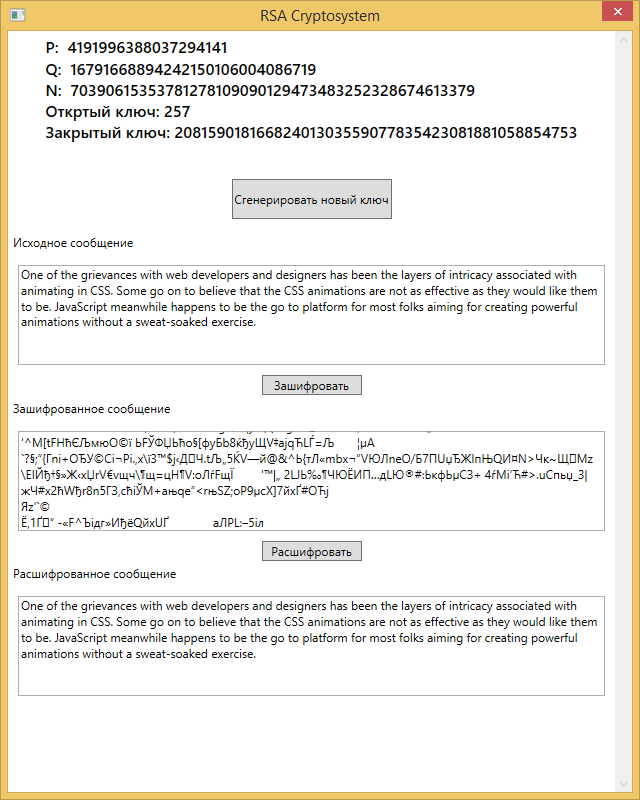 RSA Cryptosystem
P: 4191996388037294141
Q: 16791668894242150106004086719
N: 70390615353781278109090129473483252328674613379
Откртый ключ: 257
Закрытый ключ: 20815901816682401303559077835423081881058854753
Сгенерировать новый ключ
Исходное сообщение
One of the grievances with web developers and designers has been the layers of intricacy associated with
animating in CSS. Some go on to believe that the CSS animations are not as effective as they would like them
to be. JavaScript meanwhile happens to be the go to platform for most folks aiming for creating powerful
animations without a sweat-soaked exercise.
Зашифровать
Зашифрованное сообщение
Расшифровать
Расшифрованное сообщение
One of the grievances with web developers and designers has been the layers of intricacy associated with
animating in CSS. Some go on to believe that the CSS animations are not as effective as they would like them
to be. JavaScript meanwhile happens to be the go to platform for most folks aiming for creating powerful
animations without a sweat-soaked exercise.